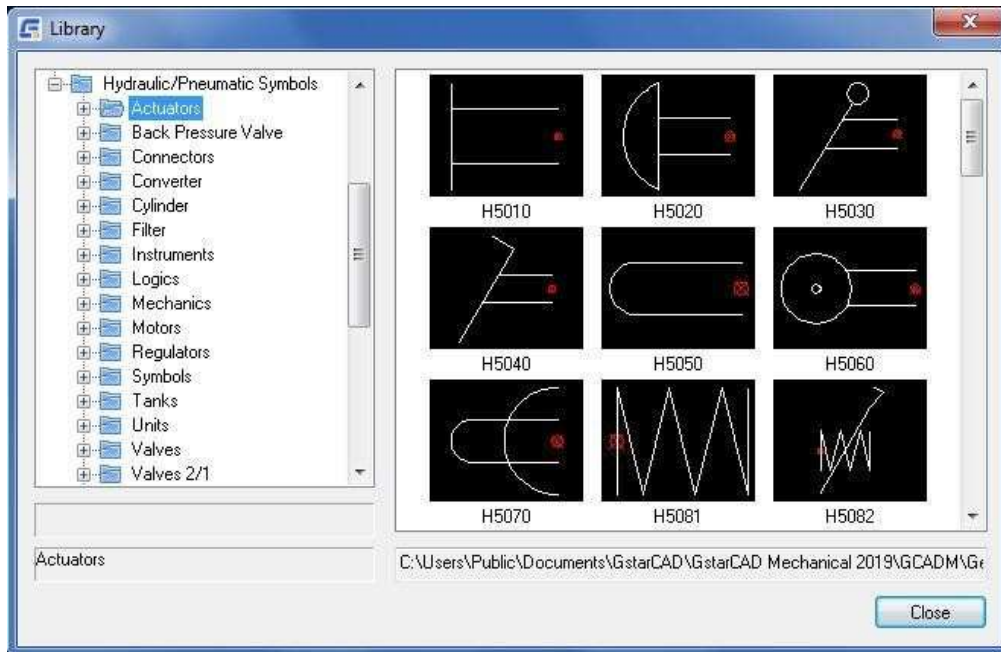 Library
Hydraulic/Pneumatic Symbols
Actuators
Back Pressure Valve
Connectors
Converter
Cylinder
Filter
Instruments
Logics
Mechanics
Motors
Regulators
Symbols
Tanks
Units
Valves
Valves 2/1
H5010 H5020 H5030
H5040 H5050 H5060
H5070 H5081 H5082
Actuators
C:\Users\Public\Documents\GstarCAD\GstarCAD Mechanical 2019\GCADM\Ge
Close